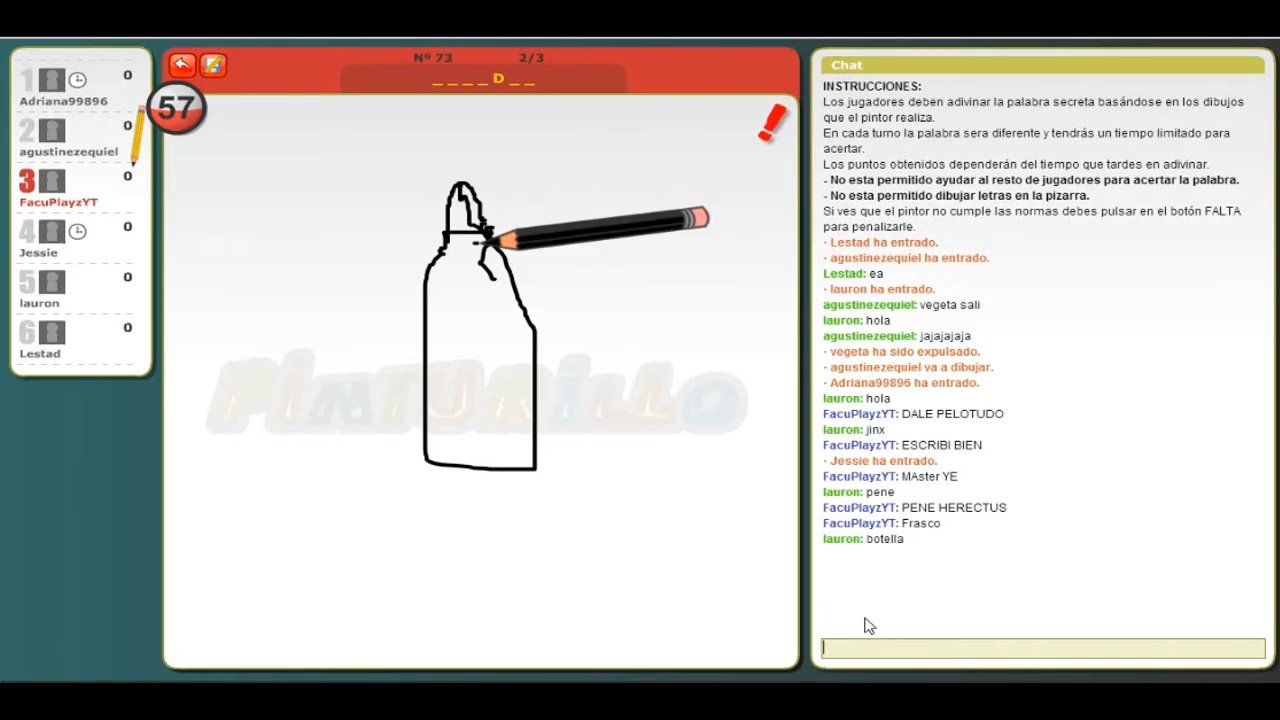 Nº 73 2/3
_ _ _ _ D _ _
57
1 0
Adriana99896
2 0
agustinezequiel
3 0
FacuPlayzYT
4 0
Jessie
5 0
lauron
6 0
Lestad
PINTURILLO
Chat
INSTRUCCIONES:
Los jugadores deben adivinar la palabra secreta basándose en los dibujos
que el pintor realiza.
En cada turno la palabra sera diferente y tendrás un tiempo limitado para
acertar.
Los puntos obtenidos dependerán del tiempo que tardes en adivinar.
- No esta permitido ayudar al resto de jugadores para acertar la palabra.
- No esta permitido dibujar letras en la pizarra.
Si ves que el pintor no cumple las normas debes pulsar en el botón FALTA
para penalizarle.
· Lestad ha entrado.
· agustinezequiel ha entrado.
Lestad: ea
· lauron ha entrado.
agustinezequiel: vegeta sali
lauron: hola
agustinezequiel: jajajajaja
· vegeta ha sido expulsado.
· agustinezequiel va a dibujar.
· Adriana99896 ha entrado.
lauron: hola
FacuPlayzYT: DALE PELOTUDO
lauron: jinx
FacuPlayzYT: ESCRIBI BIEN
· Jessie ha entrado.
FacuPlayzYT: MAster YE
lauron: pene
FacuPlayzYT: PENE HERECTUS
FacuPlayzYT: Frasco
lauron: botella